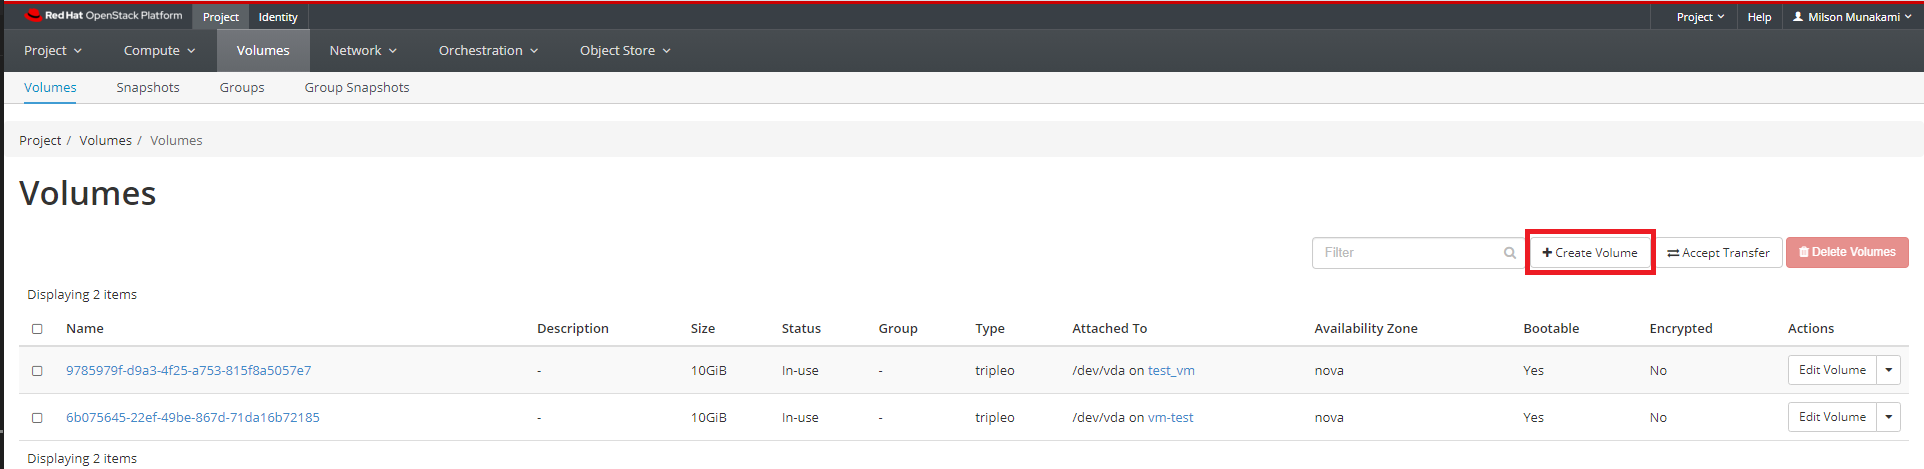 Red Hat OpenStack Platform Project Identity Project Help Milson Munakami
Project Compute Volumes Network Orchestration Object Store
Volumes Snapshots Groups Group Snapshots
Project / Volumes / Volumes
Volumes
Filter Create Volume Accept Transfer Delete Volumes
Displaying 2 items
Name Description Size Status Group Type Attached To Availability Zone Bootable Encrypted Actions
9785979f-d9a3-4f25-a753-815f8a5057e7 - 10GiB In-use - tripleo /dev/vda on test_vm nova Yes No Edit Volume
6b075645-22ef-49be-867d-71da16b72185 - 10GiB In-use - tripleo /dev/vda on vm-test nova Yes No Edit Volume
Displaying 2 items